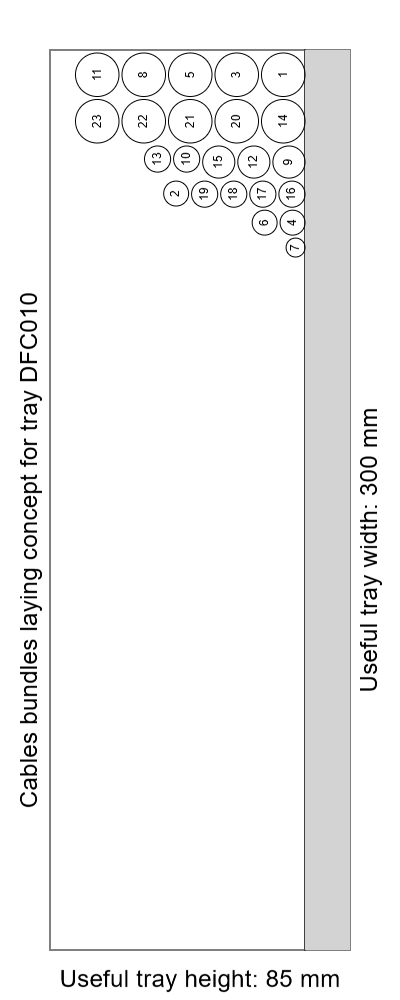 Cables bundles laying concept for tray DFC010
11 8 5 3 1
23 22 21 20 14
13 10 15 12 9
2 19 18 17 16
6 4
7
Useful tray width: 300 mm
Useful tray height: 85 mm